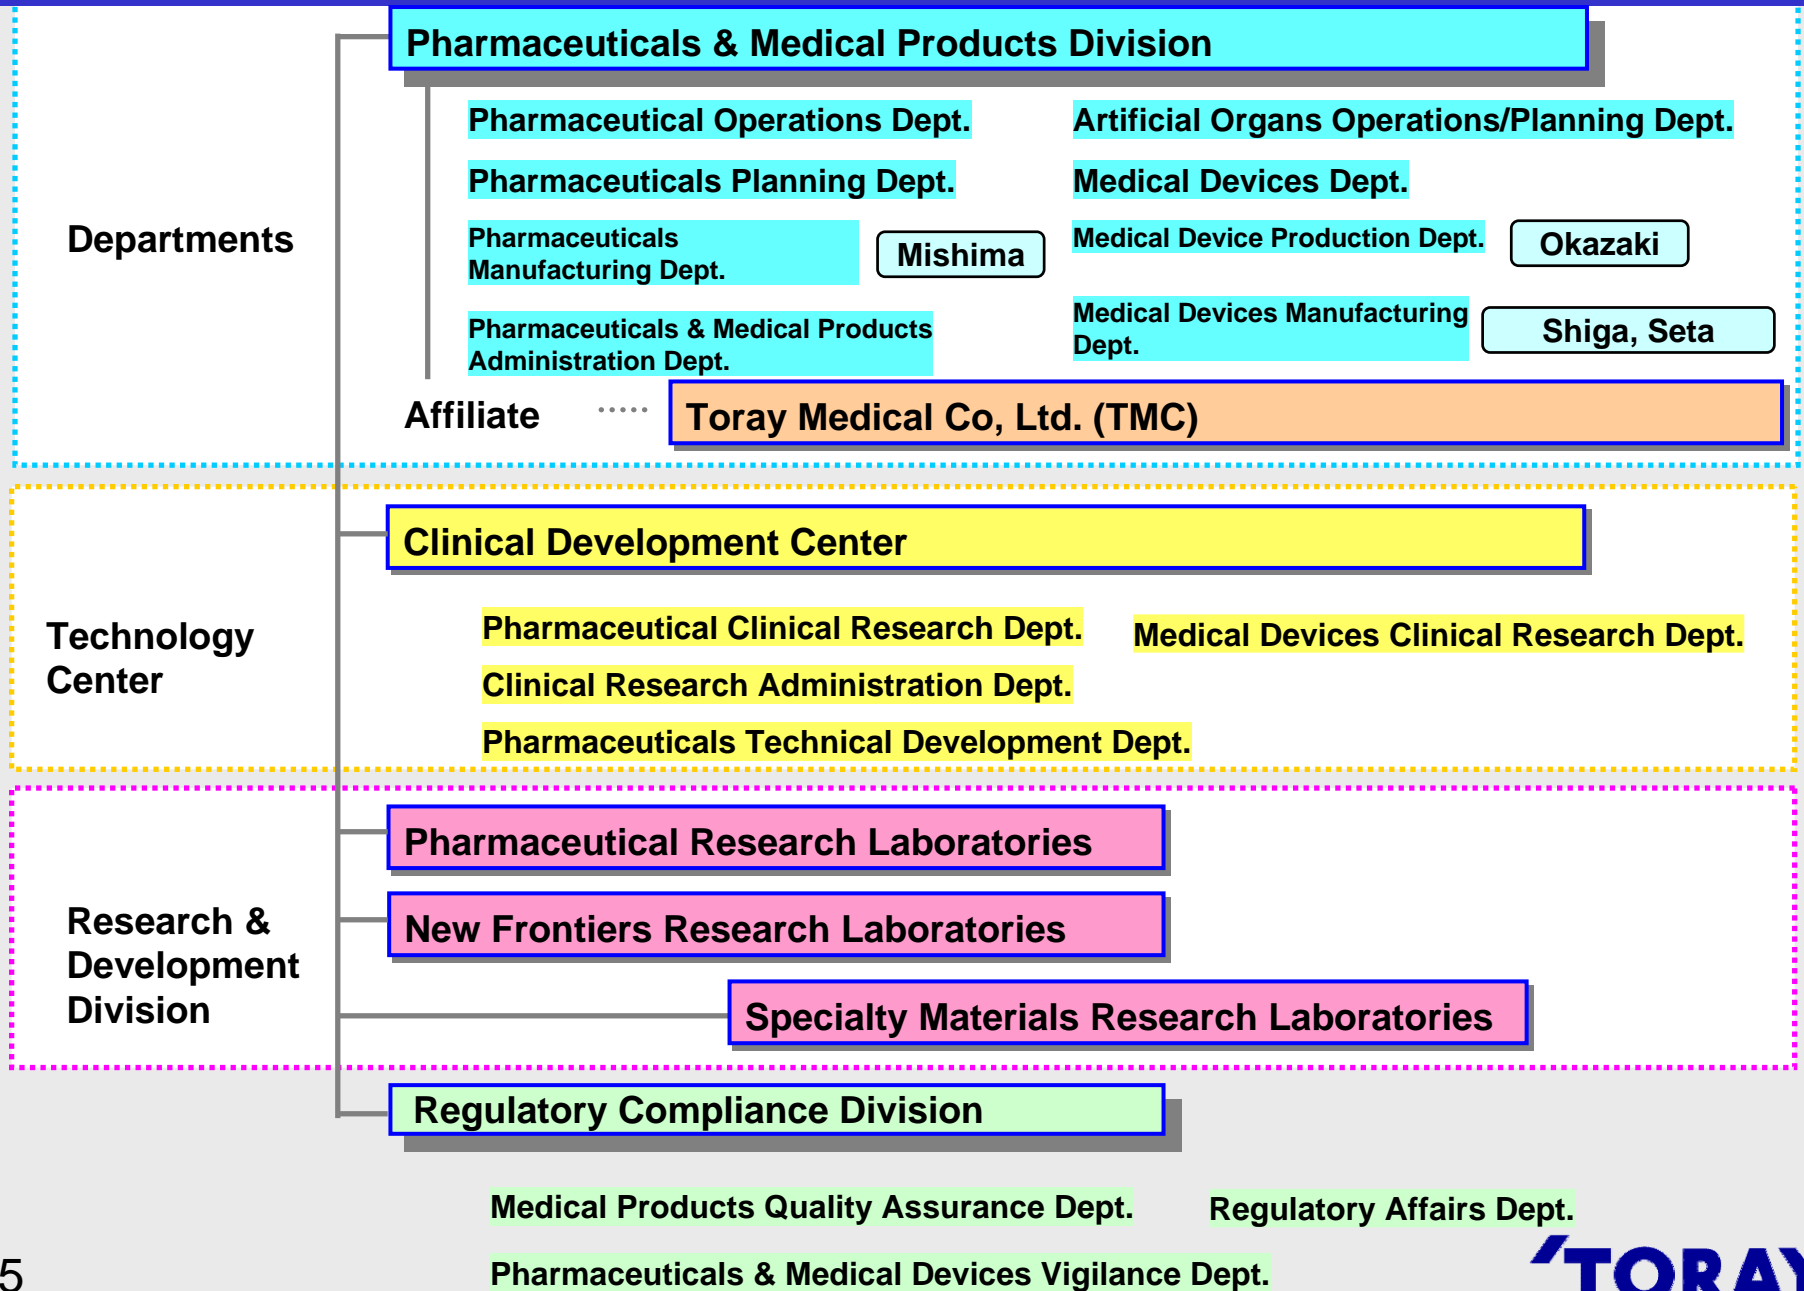 Pharmaceuticals & Medical Products Division
Pharmaceutical Operations Dept.
Artificial Organs Operations/Planning Dept.
Pharmaceuticals Planning Dept.
Medical Devices Dept.
Departments
Pharmaceuticals
Manufacturing Dept.
Mishima
Medical Device Production Dept.
Okazaki
Pharmaceuticals & Medical Products
Administration Dept.
Medical Devices Manufacturing
Dept.
Shiga, Seta
Affiliate ..... Toray Medical Co, Ltd. (TMC)
Clinical Development Center
Technology
Center
Pharmaceutical Clinical Research Dept.
Medical Devices Clinical Research Dept.
Clinical Research Administration Dept.
Pharmaceuticals Technical Development Dept.
Research &
Development
Division
Pharmaceutical Research Laboratories
New Frontiers Research Laboratories
Specialty Materials Research Laboratories
Regulatory Compliance Division
Medical Products Quality Assurance Dept.
Regulatory Affairs Dept.
Pharmaceuticals & Medical Devices Vigilance Dept.
5
TORAY